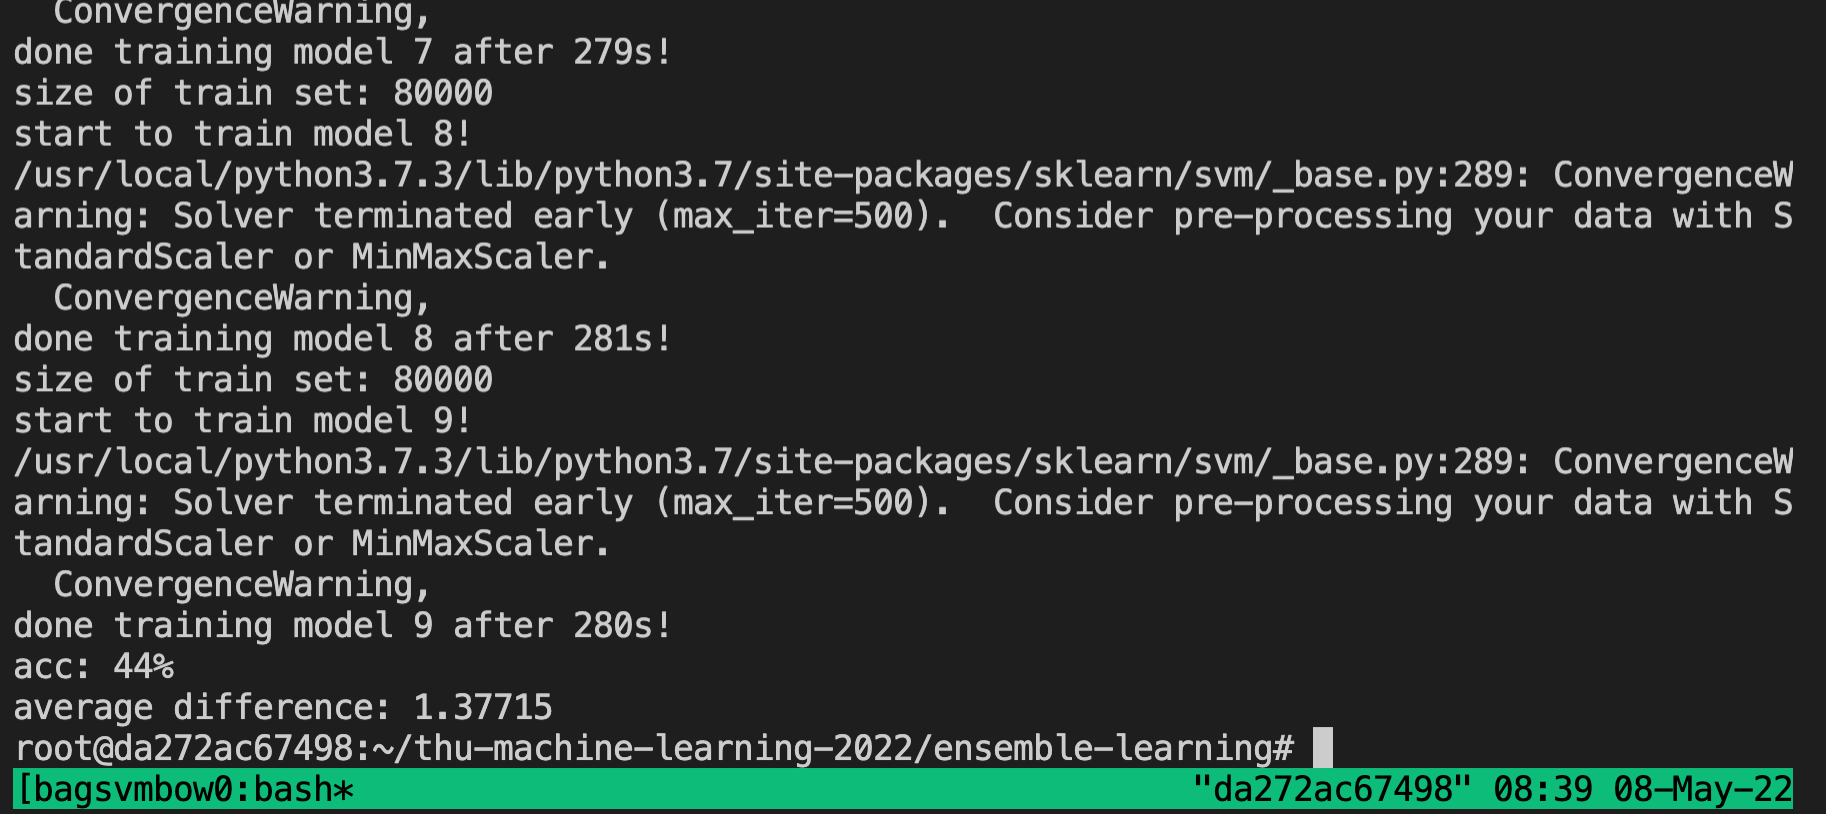 ConvergenceWarning,
done training model 7 after 279s!
size of train set: 80000
start to train model 8!
/usr/local/python3.7.3/lib/python3.7/site-packages/sklearn/svm/_base.py:289: ConvergenceW
arning: Solver terminated early (max_iter=500).  Consider pre-processing your data with S
tandardScaler or MinMaxScaler.
  ConvergenceWarning,
done training model 8 after 281s!
size of train set: 80000
start to train model 9!
/usr/local/python3.7.3/lib/python3.7/site-packages/sklearn/svm/_base.py:289: ConvergenceW
arning: Solver terminated early (max_iter=500).  Consider pre-processing your data with S
tandardScaler or MinMaxScaler.
  ConvergenceWarning,
done training model 9 after 280s!
acc: 44%
average difference: 1.37715
root@da272ac67498:~/thu-machine-learning-2022/ensemble-learning#
[bagsvmbow0:bash* "da272ac67498" 08:39 08-May-22